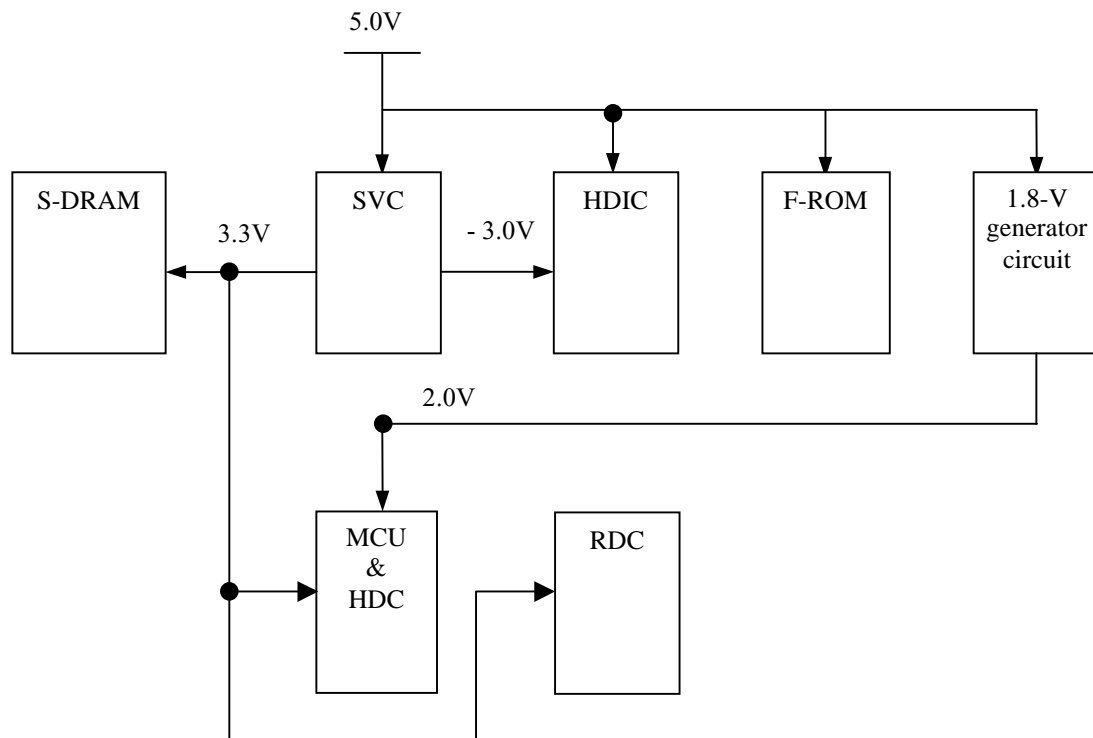 5.0V
S-DRAM
SVC
HDIC
F-ROM
1.8-V
generator
circuit
3.3V
- 3.0V
2.0V
MCU
&
HDC
RDC